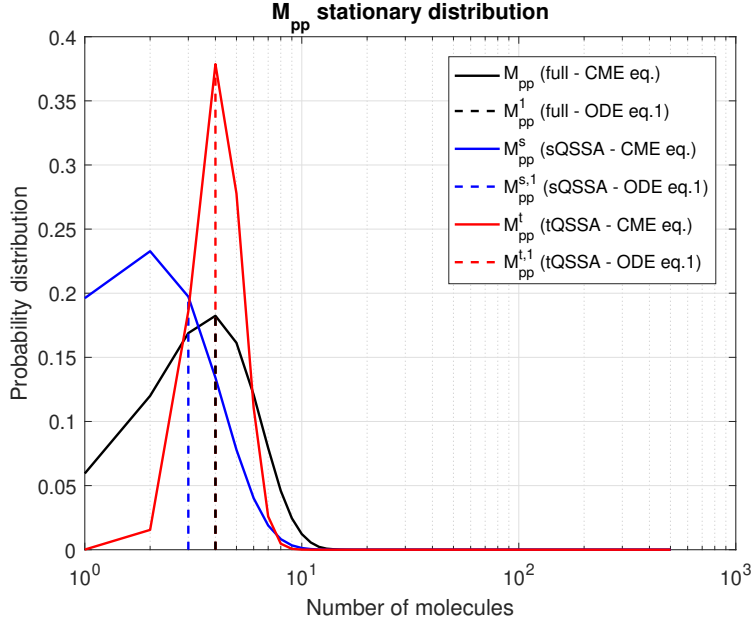 M_pp stationary distribution
0.4
0.35
0.3
0.25
0.2
0.15
0.1
0.05
0
Probability distribution
M_pp (full - CME eq.)
M_pp^1 (full - ODE eq.1)
M_pp^s (sQSSA - CME eq.)
M_pp^s,1 (sQSSA - ODE eq.1)
M_pp^t (tQSSA - CME eq.)
M_pp^t,1 (tQSSA - ODE eq.1)
10^0
10^1
10^2
10^3
Number of molecules